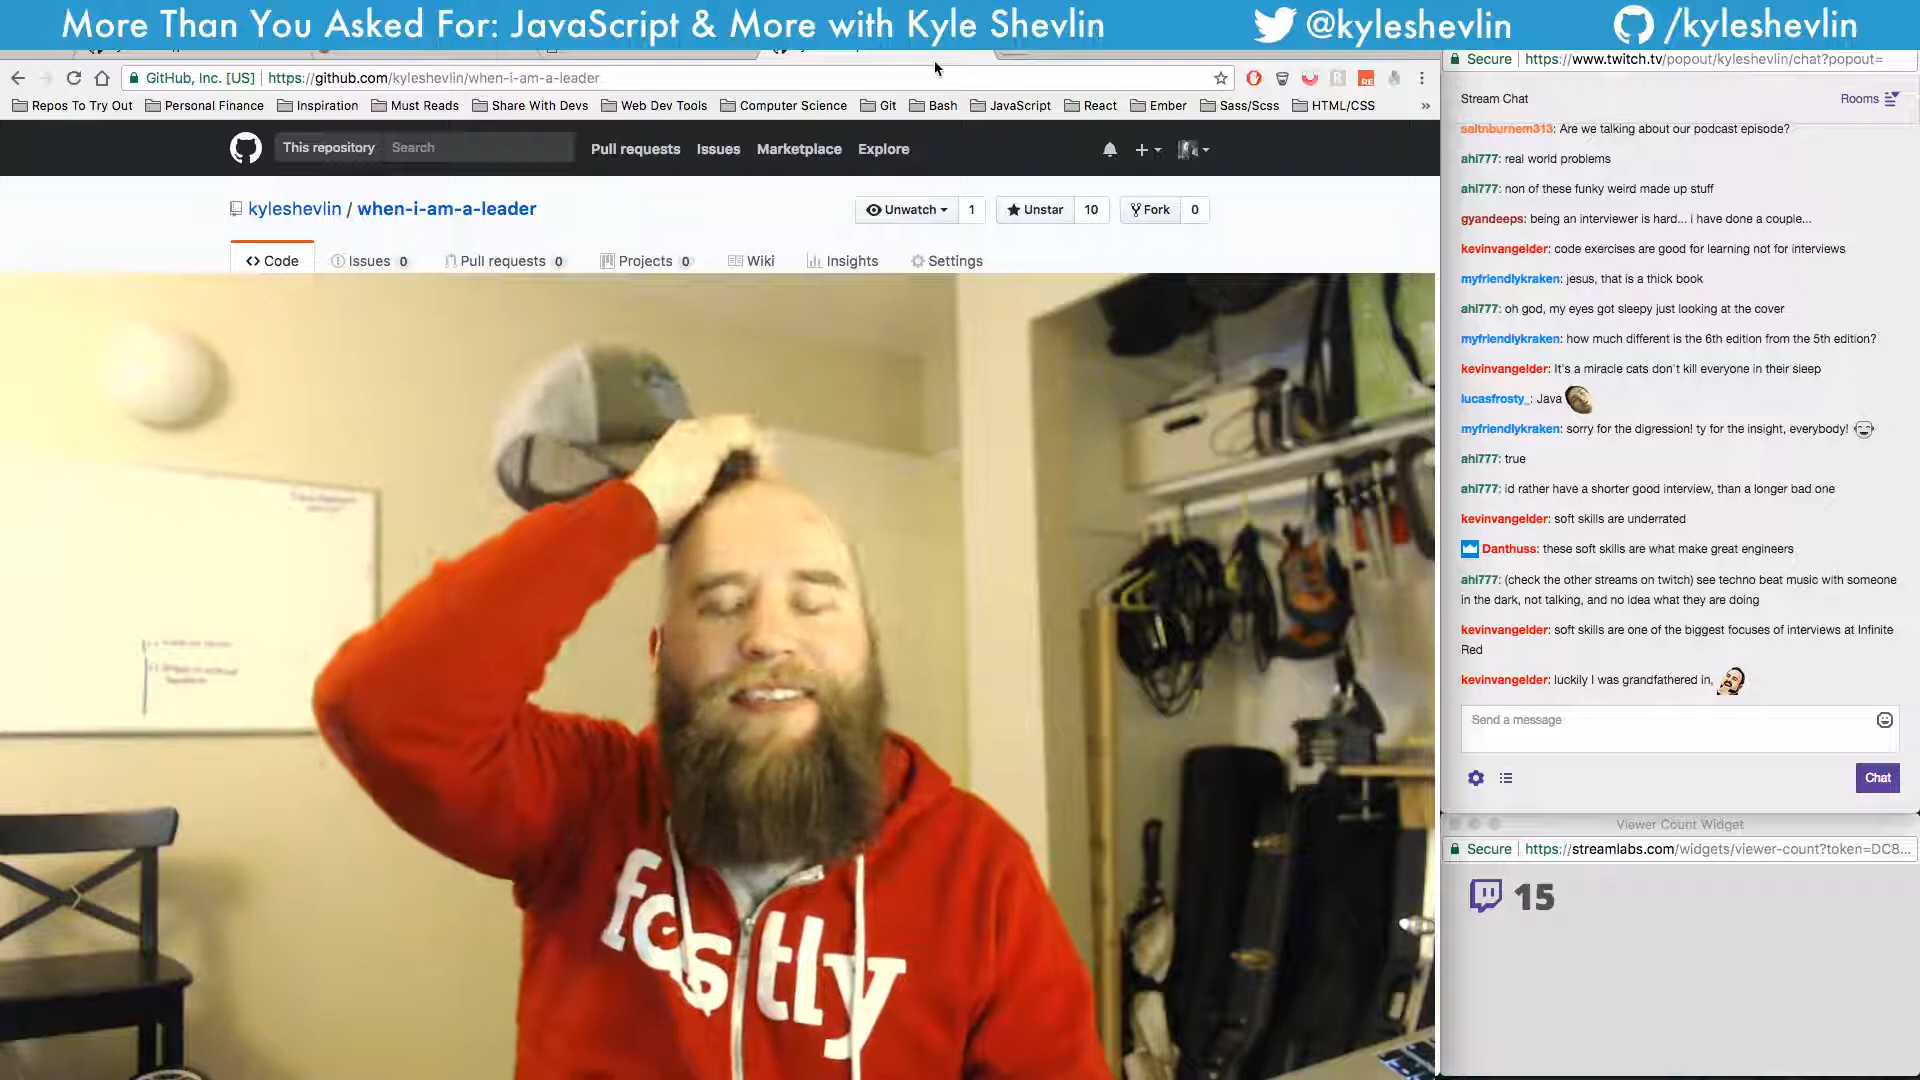 More Than You Asked For: JavaScript & More with Kyle Shevlin
@kyleshevlin
/kyleshevlin
GitHub, Inc. [US]
https://github.com/kyleshevlin/when-i-am-a-leader
Repos To Try Out
Personal Finance
Inspiration
Must Reads
Share With Devs
Web Dev Tools
Computer Science
Git
Bash
JavaScript
React
Ember
Sass/Scss
HTML/CSS
»
This repository
Search
Pull requests
Issues
Marketplace
Explore
kyleshevlin / when-i-am-a-leader
Unwatch
1
Unstar
10
Fork
0
<> Code
Issues 0
Pull requests 0
Projects 0
Wiki
Insights
Settings
fastly
Secure
https://www.twitch.tv/popout/kyleshevlin/chat?popout=
Stream Chat
Rooms
saltnburnem313: Are we talking about our podcast episode?
ahl777: real world problems
ahl777: non of these funky weird made up stuff
gyandeeps: being an interviewer is hard... i have done a couple...
kevinvangelder: code exercises are good for learning not for interviews
myfriendlykraken: jesus, that is a thick book
ahl777: oh god, my eyes got sleepy just looking at the cover
myfriendlykraken: how much different is the 6th edition from the 5th edition?
kevinvangelder: It's a miracle cats don't kill everyone in their sleep
lucasfrosty_: Java
myfriendlykraken: sorry for the digression! ty for the insight, everybody!
ahl777: true
ahl777: id rather have a shorter good interview, than a longer bad one
kevinvangelder: soft skills are underrated
Danthuss: these soft skills are what make great engineers
ahl777: (check the other streams on twitch) see techno beat music with someone
in the dark, not talking, and no idea what they are doing
kevinvangelder: soft skills are one of the biggest focuses of interviews at Infinite
Red
kevinvangelder: luckily I was grandfathered in,
Send a message
Chat
Viewer Count Widget
Secure
https://streamlabs.com/widgets/viewer-count?token=DC8...
15